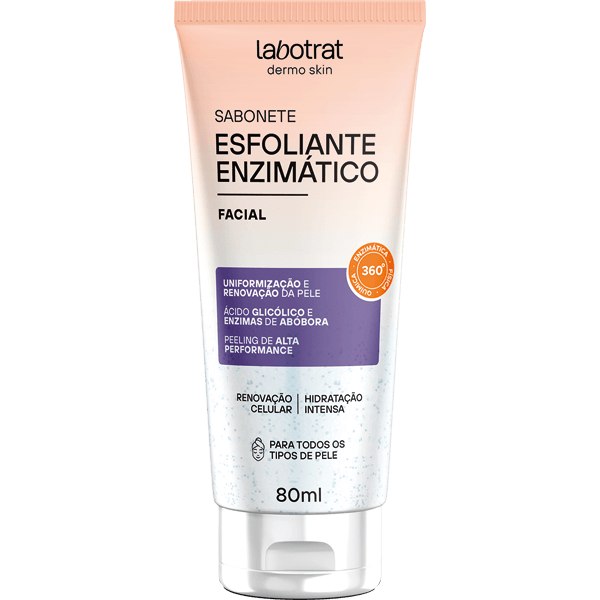 labotrat
dermo skin
SABONETE
ESFOLIANTE
ENZIMÁTICO
FACIAL
ENZIMÁTICA • FÍSICA • QUÍMICA •
360°
UNIFORMIZAÇÃO E
RENOVAÇÃO DA PELE
ÁCIDO GLICÓLICO E
ENZIMAS DE ABÓBORA
PEELING DE ALTA
PERFORMANCE
RENOVAÇÃO
CELULAR
HIDRATAÇÃO
INTENSA
PARA TODOS OS
TIPOS DE PELE
80ml